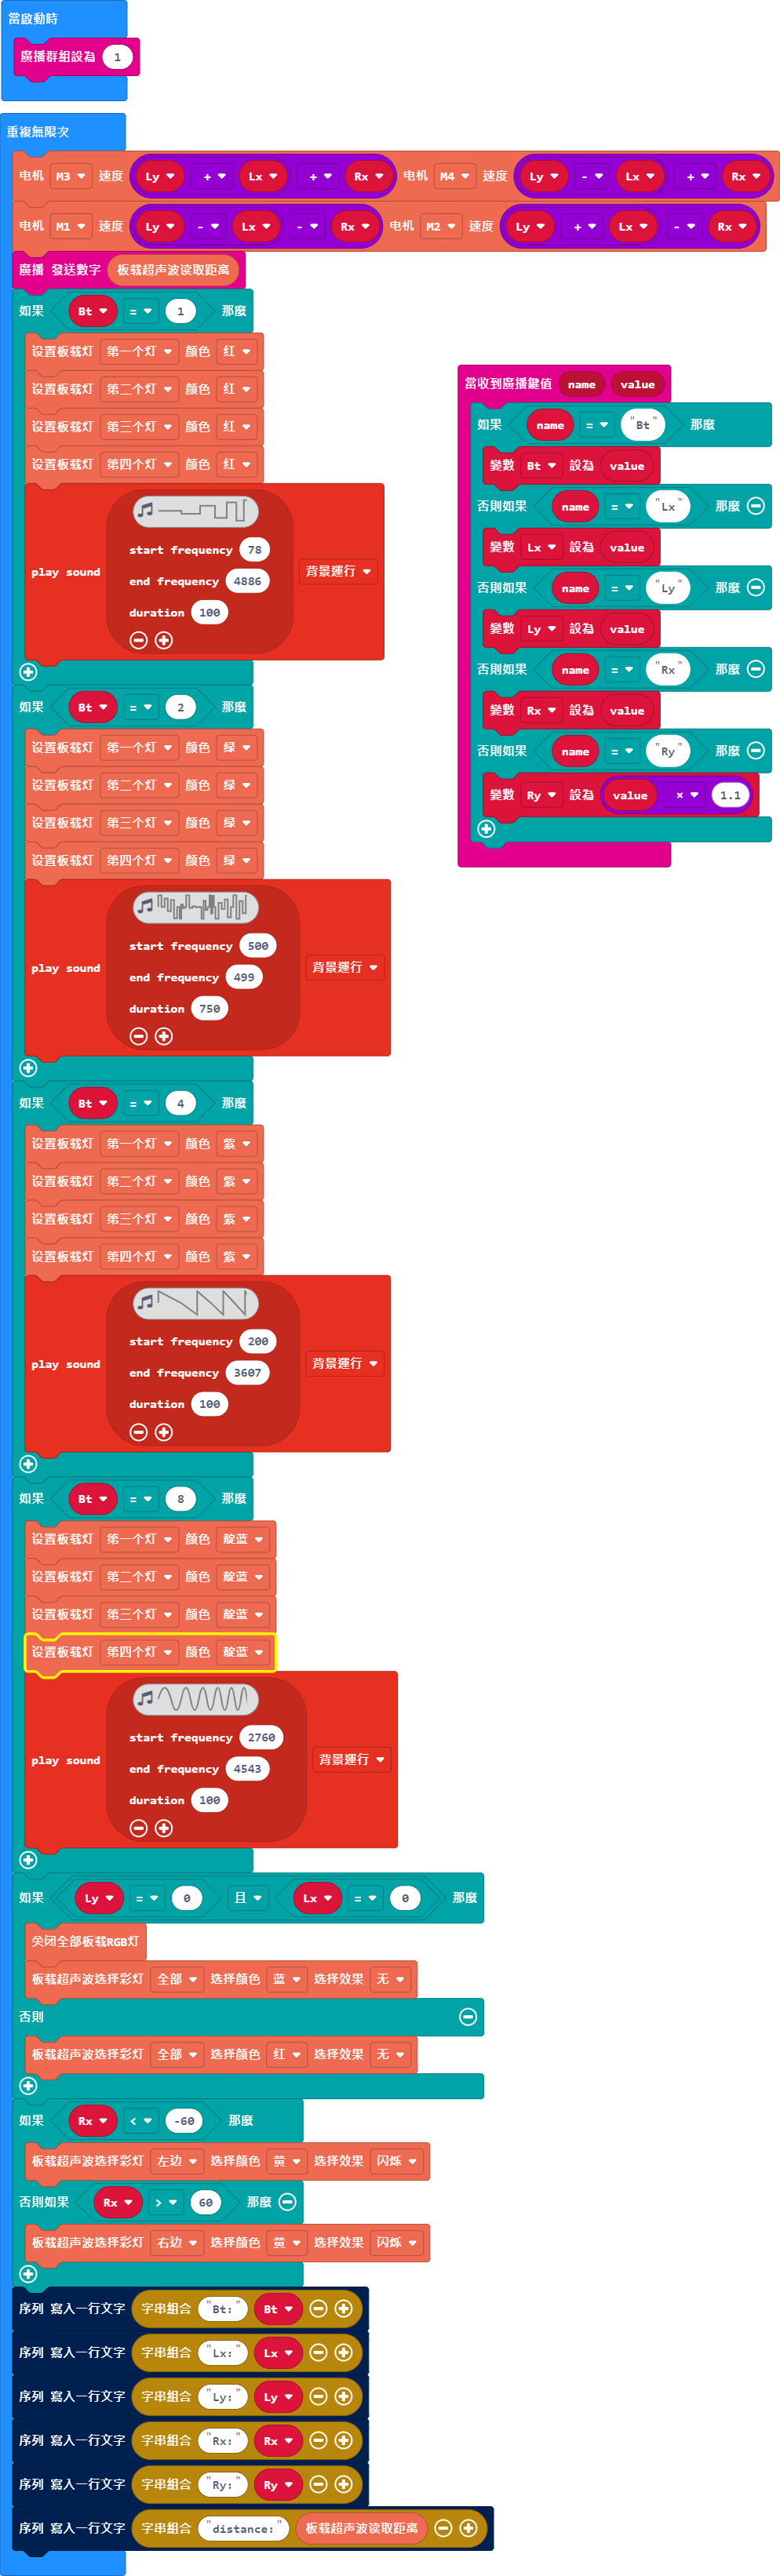 當啟動時
廣播群組設為 1
重複無限次
电机 M3 速度 Ly + Lx + Rx 电机 M4 速度 Ly - Lx + Rx
电机 M1 速度 Ly - Lx - Rx 电机 M2 速度 Ly + Lx - Rx
廣播 發送數字 板载超声波读取距离
如果 Bt = 1 那麼
设置板载灯 第一个灯 颜色 红
设置板载灯 第二个灯 颜色 红
设置板载灯 第三个灯 颜色 红
设置板载灯 第四个灯 颜色 红
play sound
start frequency 78
end frequency 4886
duration 100
背景運行
如果 Bt = 2 那麼
设置板载灯 第一个灯 颜色 绿
设置板载灯 第二个灯 颜色 绿
设置板载灯 第三个灯 颜色 绿
设置板载灯 第四个灯 颜色 绿
play sound
start frequency 500
end frequency 499
duration 750
背景運行
如果 Bt = 4 那麼
设置板载灯 第一个灯 颜色 紫
设置板载灯 第二个灯 颜色 紫
设置板载灯 第三个灯 颜色 紫
设置板载灯 第四个灯 颜色 紫
play sound
start frequency 200
end frequency 3607
duration 100
背景運行
如果 Bt = 8 那麼
设置板载灯 第一个灯 颜色 靛蓝
设置板载灯 第二个灯 颜色 靛蓝
设置板载灯 第三个灯 颜色 靛蓝
设置板载灯 第四个灯 颜色 靛蓝
play sound
start frequency 2760
end frequency 4543
duration 100
背景運行
如果 Ly = 0 且 Lx = 0 那麼
关闭全部板载RGB灯
板载超声波选择彩灯 全部 选择颜色 蓝 选择效果 无
否則
板载超声波选择彩灯 全部 选择颜色 红 选择效果 无
如果 Rx < -60 那麼
板载超声波选择彩灯 左边 选择颜色 黄 选择效果 闪烁
否則如果 Rx > 60 那麼
板载超声波选择彩灯 右边 选择颜色 黄 选择效果 闪烁
序列 寫入一行文字 字串組合 "Bt:" Bt
序列 寫入一行文字 字串組合 "Lx:" Lx
序列 寫入一行文字 字串組合 "Ly:" Ly
序列 寫入一行文字 字串組合 "Rx:" Rx
序列 寫入一行文字 字串組合 "Ry:" Ry
序列 寫入一行文字 字串組合 "distance:" 板载超声波读取距离
當收到廣播鍵值 name value
如果 name = "Bt" 那麼
變數 Bt 設為 value
否則如果 name = "Lx" 那麼
變數 Lx 設為 value
否則如果 name = "Ly" 那麼
變數 Ly 設為 value
否則如果 name = "Rx" 那麼
變數 Rx 設為 value
否則如果 name = "Ry" 那麼
變數 Ry 設為 value × 1.1